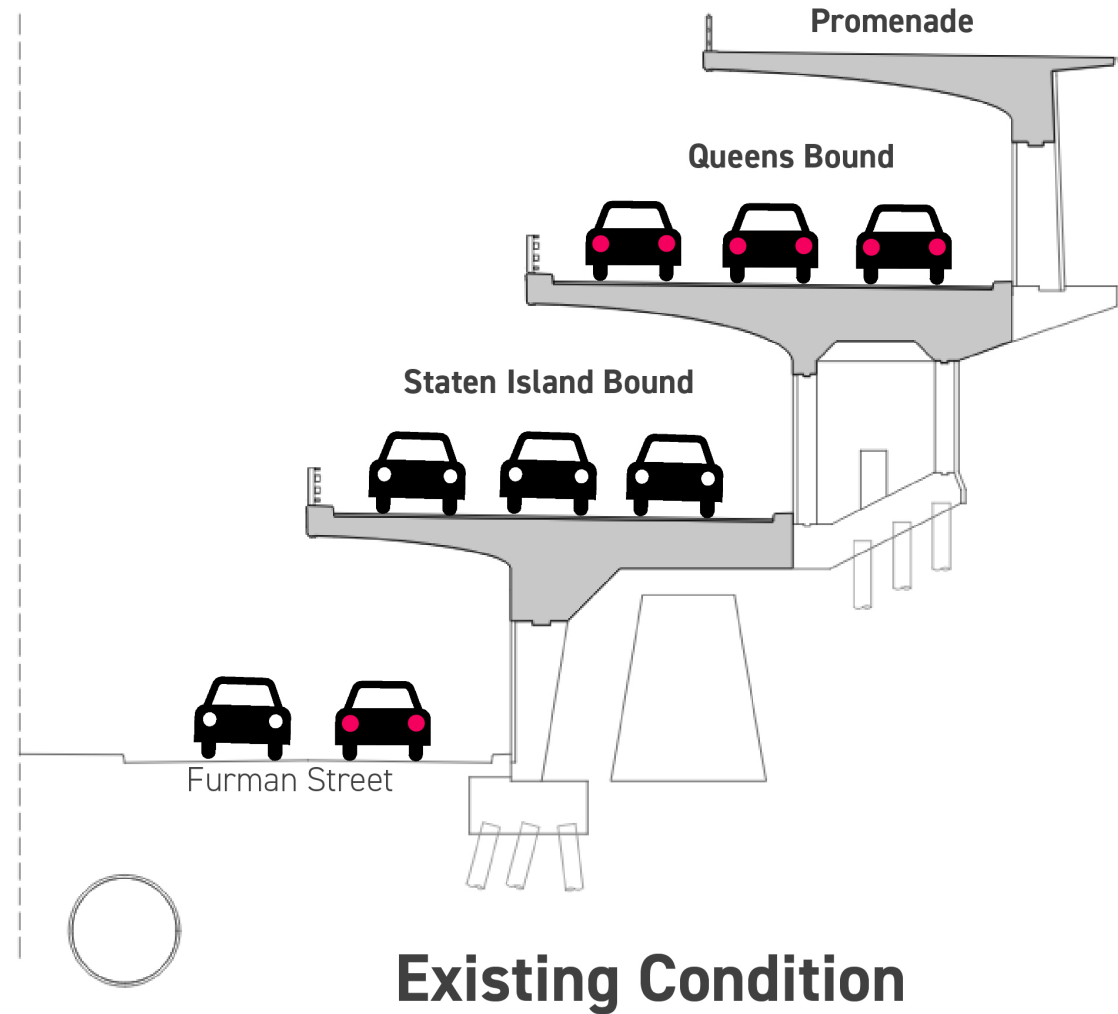 Promenade
Queens Bound
Staten Island Bound
Furman Street
Existing Condition